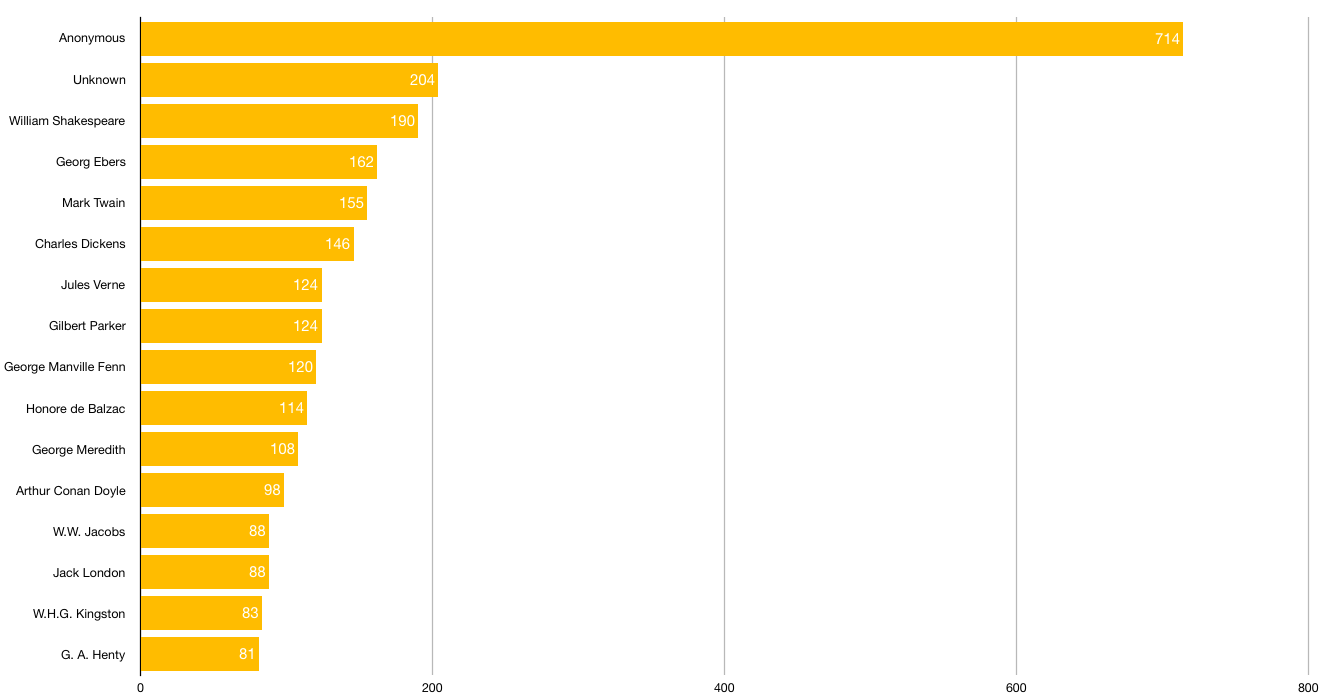 Anonymous 714
Unknown 204
William Shakespeare 190
Georg Ebers 162
Mark Twain 155
Charles Dickens 146
Jules Verne 124
Gilbert Parker 124
George Manville Fenn 120
Honore de Balzac 114
George Meredith 108
Arthur Conan Doyle 98
W.W. Jacobs 88
Jack London 88
W.H.G. Kingston 83
G. A. Henty 81
0 200 400 600 800